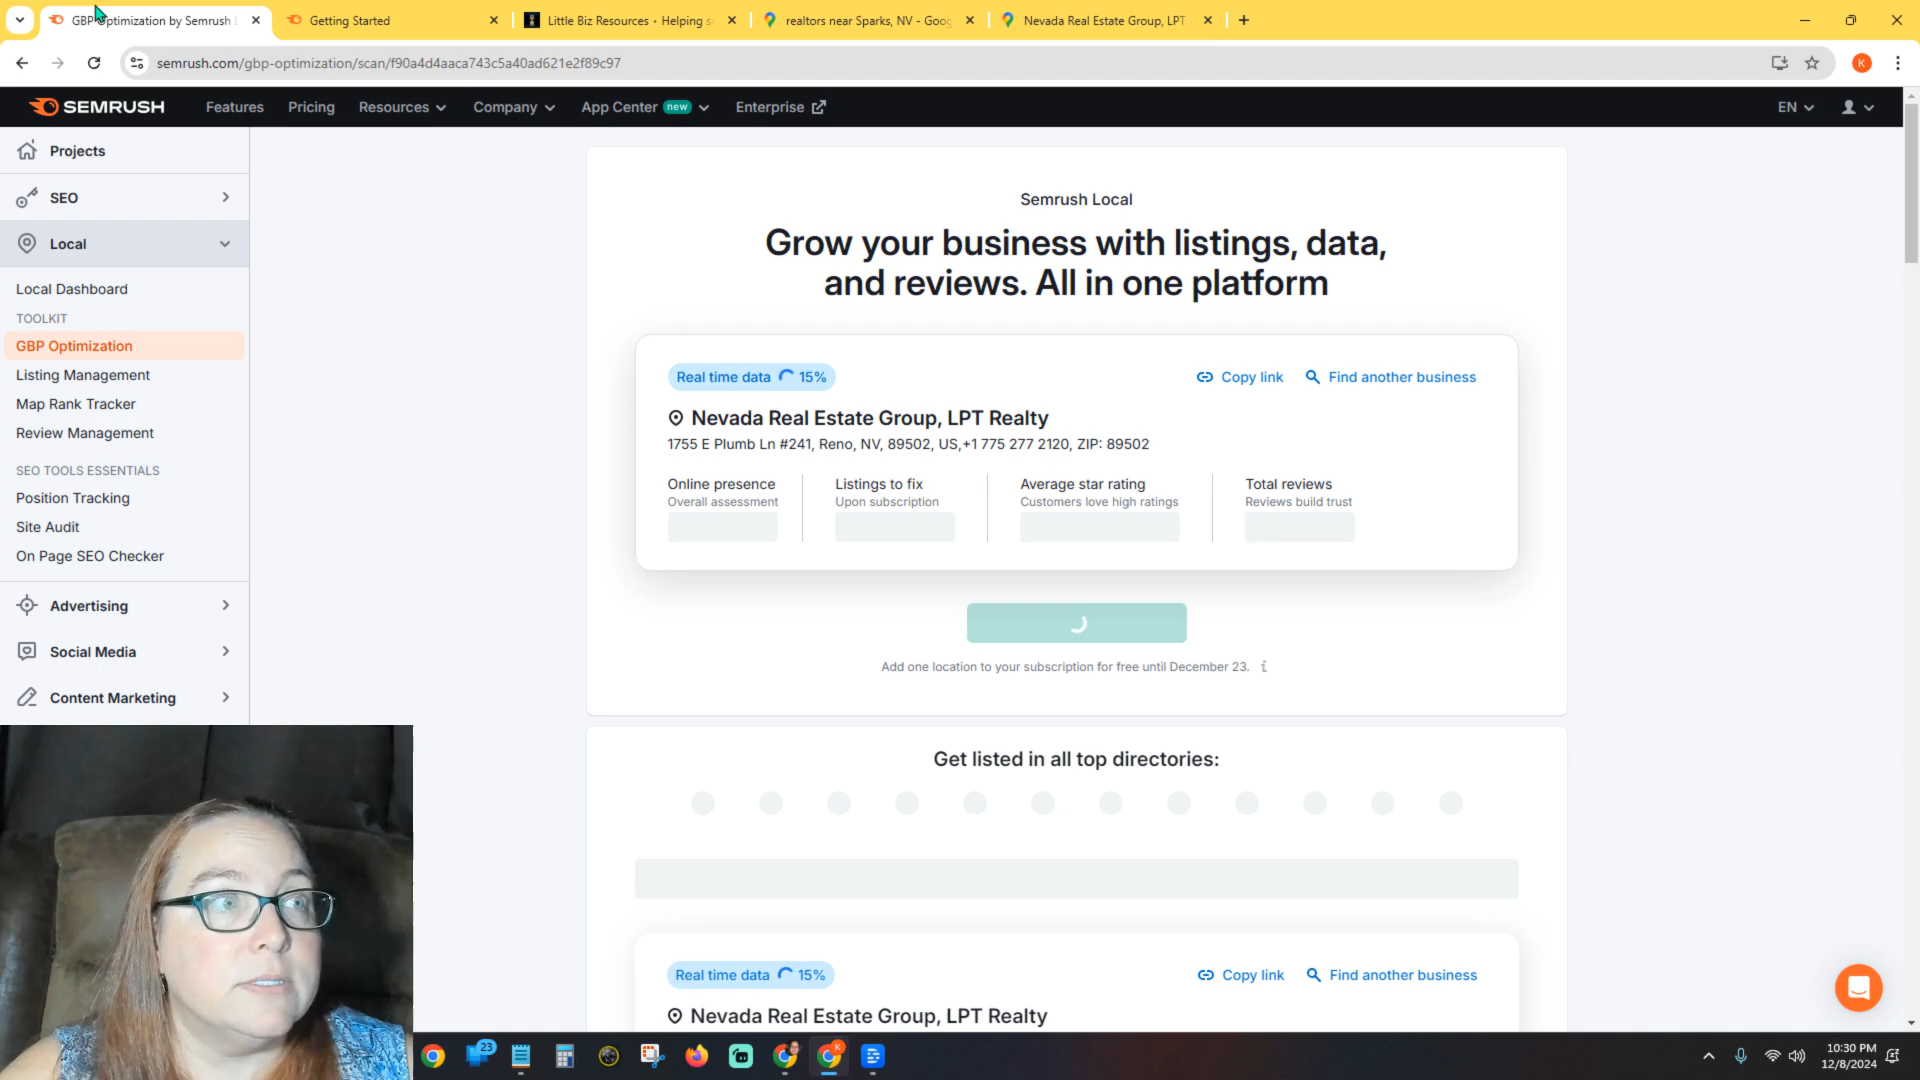 GBP Optimization by Semrush L
Getting Started
Little Biz Resources • Helping s
realtors near Sparks, NV - Goog
Nevada Real Estate Group, LPT
semrush.com/gbp-optimization/scan/f90a4d4aaca743c5a40ad621e2f89c97
K
SEMRUSH
Features
Pricing
Resources
Company
App Center new
Enterprise
EN
Projects
SEO
Local
Local Dashboard
TOOLKIT
GBP Optimization
Listing Management
Map Rank Tracker
Review Management
SEO TOOLS ESSENTIALS
Position Tracking
Site Audit
On Page SEO Checker
Advertising
Social Media
Content Marketing
Semrush Local
Grow your business with listings, data,
and reviews. All in one platform
Real time data 15%
Copy link
Find another business
Nevada Real Estate Group, LPT Realty
1755 E Plumb Ln #241, Reno, NV, 89502, US,+1 775 277 2120, ZIP: 89502
Online presence
Overall assessment
Listings to fix
Upon subscription
Average star rating
Customers love high ratings
Total reviews
Reviews build trust
Add one location to your subscription for free until December 23.
Get listed in all top directories:
Real time data 15%
Copy link
Find another business
Nevada Real Estate Group, LPT Realty
23
K
10:30 PM
12/8/2024